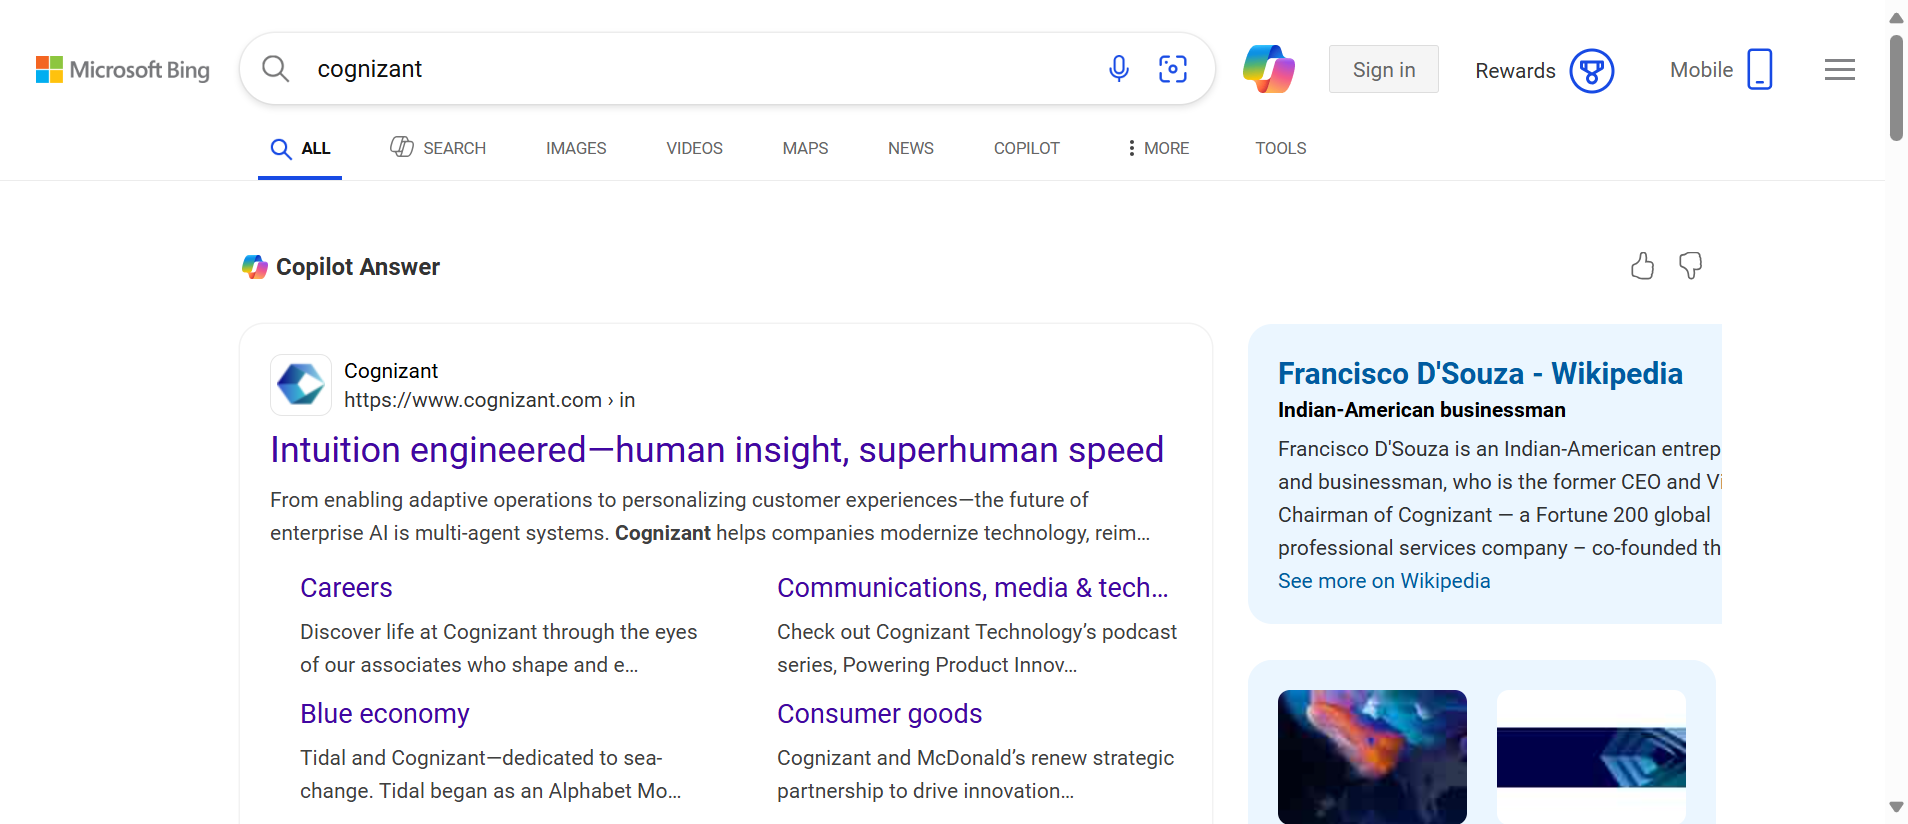 Microsoft Bing
cognizant
Sign in
Rewards
Mobile
ALL
SEARCH
IMAGES
VIDEOS
MAPS
NEWS
COPILOT
MORE
TOOLS
Copilot Answer
Cognizant
https://www.cognizant.com › in
Intuition engineered—human insight, superhuman speed
From enabling adaptive operations to personalizing customer experiences—the future of
enterprise AI is multi-agent systems. Cognizant helps companies modernize technology, reim...
Careers
Discover life at Cognizant through the eyes
of our associates who shape and e...
Communications, media & tech...
Check out Cognizant Technology’s podcast
series, Powering Product Innov...
Blue economy
Tidal and Cognizant—dedicated to sea-
change. Tidal began as an Alphabet Mo...
Consumer goods
Cognizant and McDonald’s renew strategic
partnership to drive innovation...
Francisco D'Souza - Wikipedia
Indian-American businessman
Francisco D'Souza is an Indian-American entrep
and businessman, who is the former CEO and Vi
Chairman of Cognizant — a Fortune 200 global
professional services company – co-founded th
See more on Wikipedia